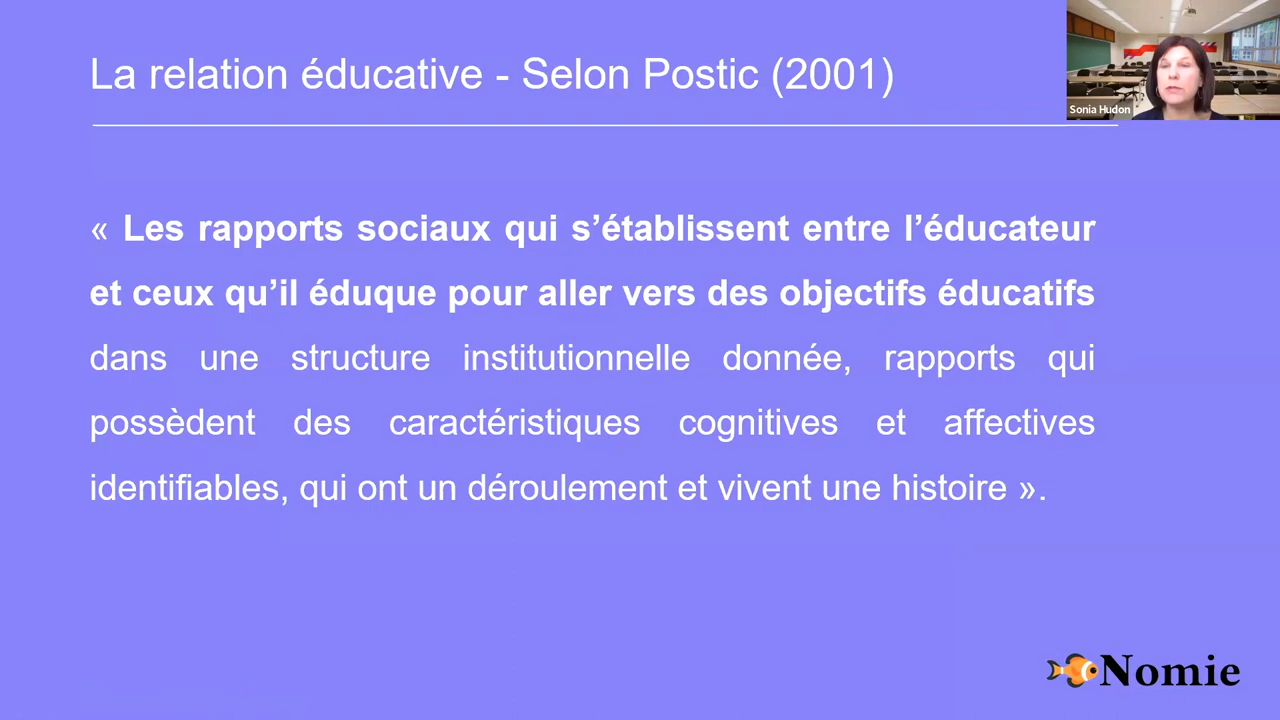 La relation éducative - Selon Postic (2001)
Sonia Hudon
« Les rapports sociaux qui s’établissent entre l’éducateur
et ceux qu’il éduque pour aller vers des objectifs éducatifs
dans une structure institutionnelle donnée, rapports qui
possèdent des caractéristiques cognitives et affectives
identifiables, qui ont un déroulement et vivent une histoire ».
Nomie